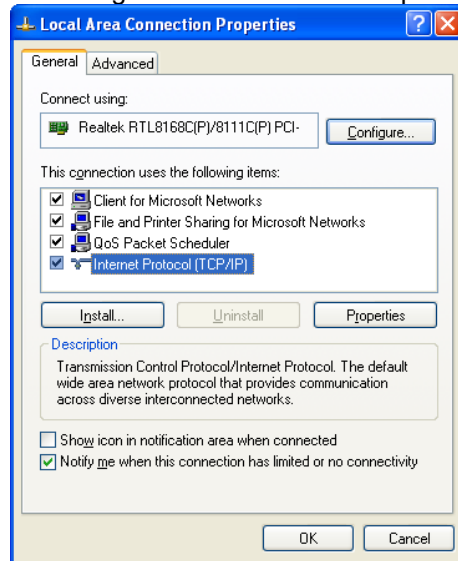 Local Area Connection Properties
General Advanced
Connect using:
Realtek RTL8168C(P)/8111C(P) PCI-
Configure...
This connection uses the following items:
Client for Microsoft Networks
File and Printer Sharing for Microsoft Networks
QoS Packet Scheduler
Internet Protocol (TCP/IP)
Install... Uninstall Properties
Description
Transmission Control Protocol/Internet Protocol. The default
wide area network protocol that provides communication
across diverse interconnected networks.
Show icon in notification area when connected
Notify me when this connection has limited or no connectivity
OK Cancel